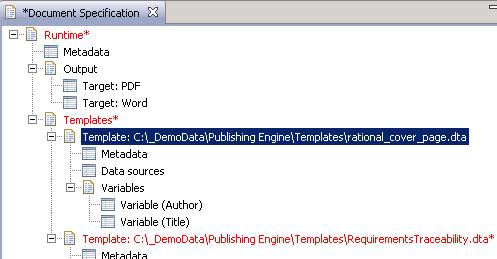 *Document Specification
Runtime*
Metadata
Output
Target: PDF
Target: Word
Templates*
Template: C:\_DemoData\Publishing Engine\Templates\rational_cover_page.dta
Metadata
Data sources
Variables
Variable (Author)
Variable (Title)
Template: C:\_DemoData\Publishing Engine\Templates\RequirementsTraceability.dta*
Metadata